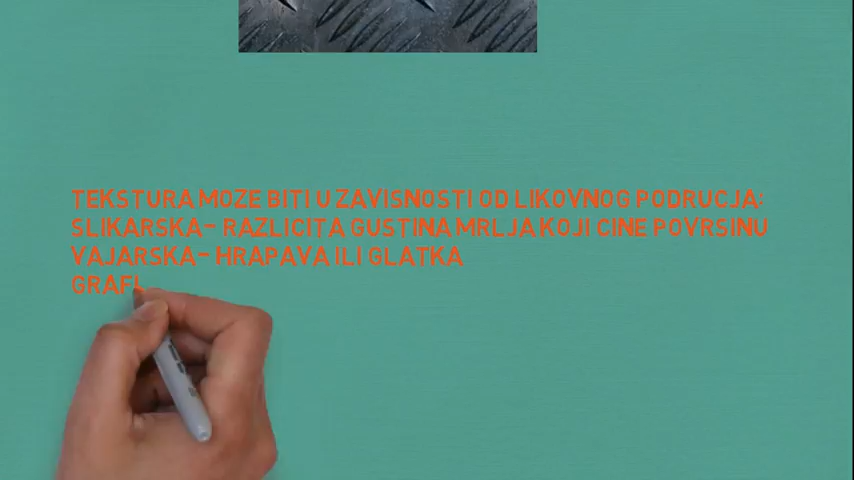 TEKSTURA MOZE BITI U ZAVISNOSTI OD LIKOVNOG PODRUCJA:
SLIKARSKA- RAZLICITA GUSTINA MRLJA KOJI CINE POVRSINU
VAJARSKA- HRAPAVA ILI GLATKA
GRAFI